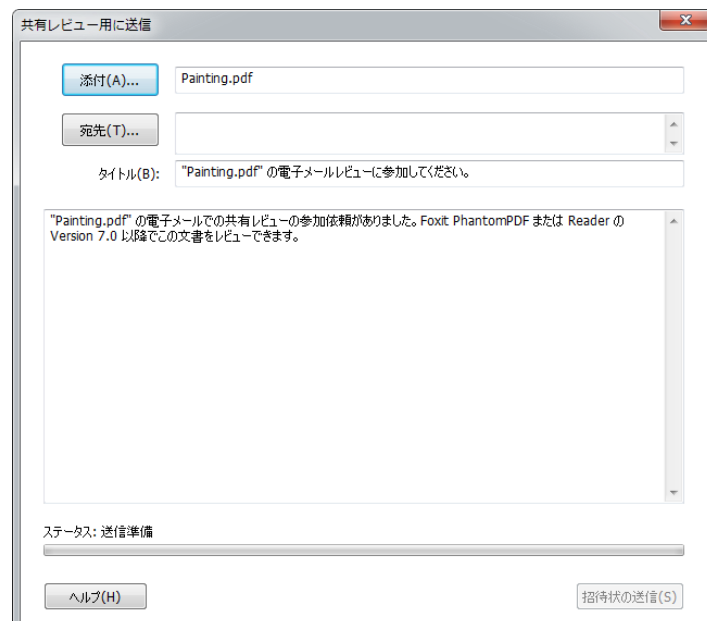 共有レビュー用に送信
添付(A)... Painting.pdf
宛先(T)...
タイトル(B): "Painting.pdf" の電子メールレビューに参加してください。
"Painting.pdf" の電子メールでの共有レビューの参加依頼がありました。Foxit PhantomPDF または Reader の
Version 7.0 以降でこの文書をレビューできます。
ステータス: 送信準備
ヘルプ(H) 招待状の送信(S)